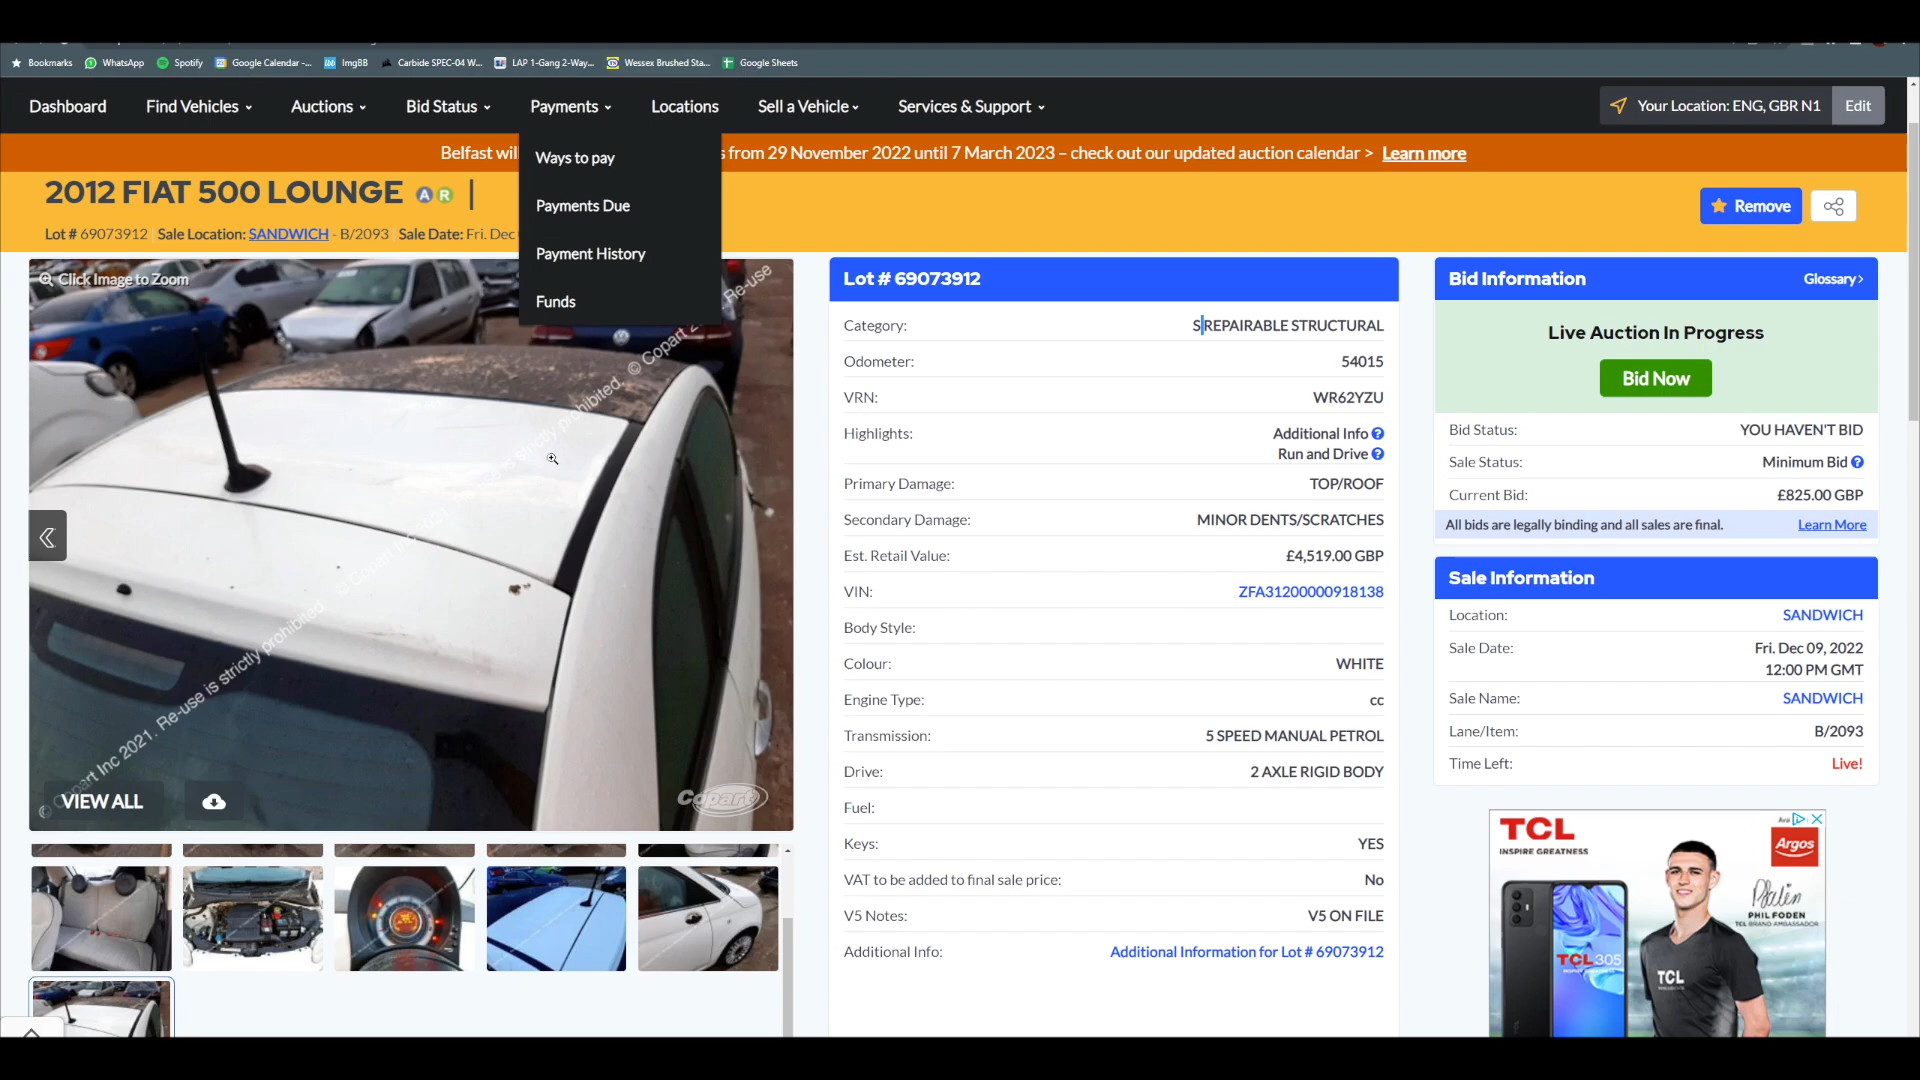 Bookmarks WhatsApp Spotify Google Calendar -... ImgBB Carbide SPEC-04 W... LAP 1-Gang 2-Way... Wessex Brushed Sta... Google Sheets
Dashboard Find Vehicles Auctions Bid Status Payments Locations Sell a Vehicle Services & Support Your Location: ENG, GBR N1 Edit
Belfast wil s from 29 November 2022 until 7 March 2023 – check out our updated auction calendar > Learn more
Ways to pay
Payments Due
Payment History
Funds
2012 FIAT 500 LOUNGE A R |
Lot # 69073912 Sale Location: SANDWICH - B/2093 Sale Date: Fri. Dec
Remove
Click Image to Zoom
© Copart Inc 2021. Re-use is strictly prohibited.
VIEW ALL
Copart
Lot # 69073912
Category: S REPAIRABLE STRUCTURAL
Odometer: 54015
VRN: WR62YZU
Highlights: Additional Info ?
Run and Drive ?
Primary Damage: TOP/ROOF
Secondary Damage: MINOR DENTS/SCRATCHES
Est. Retail Value: £4,519.00 GBP
VIN: ZFA31200000918138
Body Style:
Colour: WHITE
Engine Type: cc
Transmission: 5 SPEED MANUAL PETROL
Drive: 2 AXLE RIGID BODY
Fuel:
Keys: YES
VAT to be added to final sale price: No
V5 Notes: V5 ON FILE
Additional Info: Additional Information for Lot # 69073912
Bid Information Glossary>
Live Auction In Progress
Bid Now
Bid Status: YOU HAVEN'T BID
Sale Status: Minimum Bid ?
Current Bid: £825.00 GBP
All bids are legally binding and all sales are final. Learn More
Sale Information
Location: SANDWICH
Sale Date: Fri. Dec 09, 2022
12:00 PM GMT
Sale Name: SANDWICH
Lane/Item: B/2093
Time Left: Live!
TCL
INSPIRE GREATNESS
Argos
PHIL FODEN
TCL BRAND AMBASSADOR
TCL 305
TCL